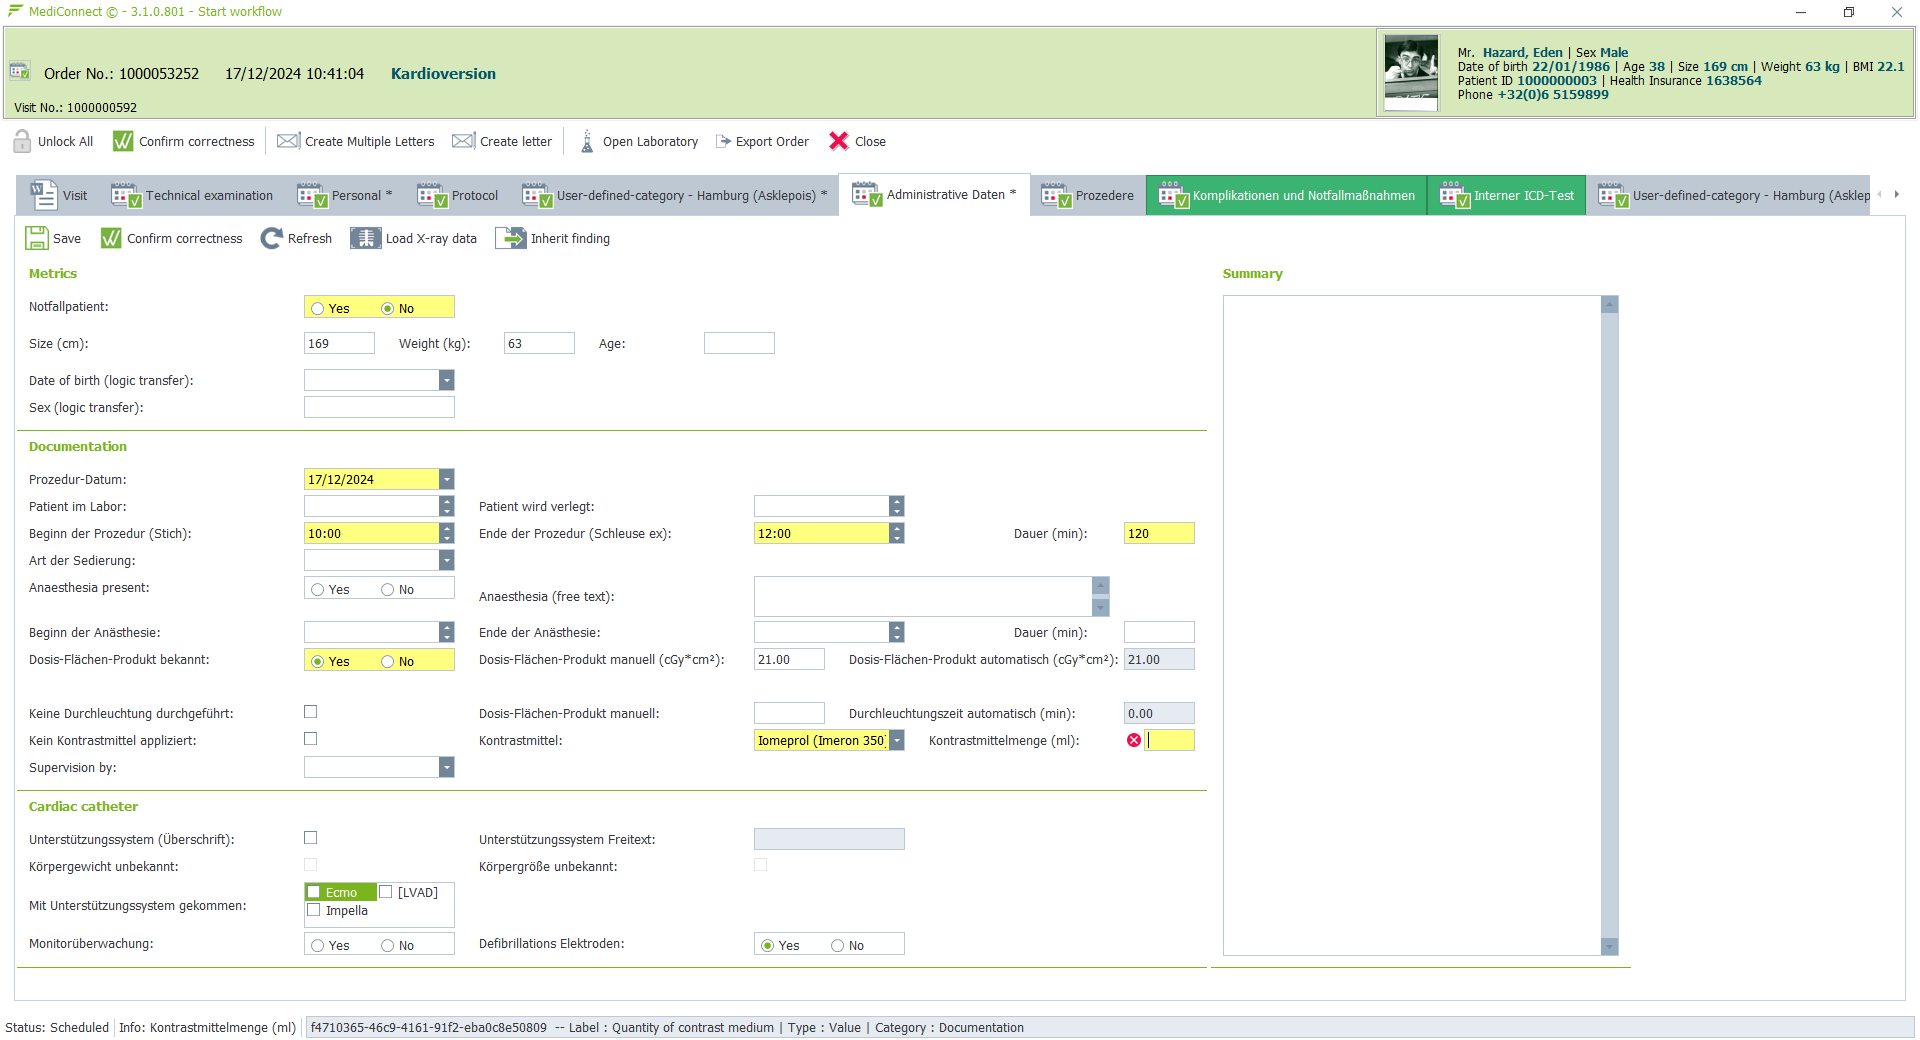 MediConnect © - 3.1.0.801 - Start workflow
Order No.: 1000053252 17/12/2024 10:41:04 Kardioversion
Visit No.: 1000000592
Mr. Hazard, Eden | Sex Male
Date of birth 22/01/1986 | Age 38 | Size 169 cm | Weight 63 kg | BMI 22.1
Patient ID 1000000003 | Health Insurance 1638564
Phone +32(0)6 5159899
Unlock All Confirm correctness Create Multiple Letters Create letter Open Laboratory Export Order Close
Visit Technical examination Personal * Protocol User-defined-category - Hamburg (Asklepois) * Administrative Daten * Prozedere Komplikationen und Notfallmaßnahmen Interner ICD-Test User-defined-category - Hamburg (Asklep
Save Confirm correctness Refresh Load X-ray data Inherit finding
Metrics
Notfallpatient: Yes No
Size (cm): 169 Weight (kg): 63 Age:
Date of birth (logic transfer):
Sex (logic transfer):
Documentation
Prozedur-Datum: 17/12/2024
Patient im Labor: Patient wird verlegt:
Beginn der Prozedur (Stich): 10:00 Ende der Prozedur (Schleuse ex): 12:00 Dauer (min): 120
Art der Sedierung:
Anaesthesia present: Yes No Anaesthesia (free text):
Beginn der Anästhesie: Ende der Anästhesie: Dauer (min):
Dosis-Flächen-Produkt bekannt: Yes No Dosis-Flächen-Produkt manuell (cGy*cm²): 21.00 Dosis-Flächen-Produkt automatisch (cGy*cm²): 21.00
Keine Durchleuchtung durchgeführt: Dosis-Flächen-Produkt manuell: Durchleuchtungszeit automatisch (min): 0.00
Kein Kontrastmittel appliziert: Kontrastmittel: Iomeprol (Imeron 350) Kontrastmittelmenge (ml):
Supervision by:
Cardiac catheter
Unterstützungssystem (Überschrift): Unterstützungssystem Freitext:
Körpergewicht unbekannt: Körpergröße unbekannt:
Mit Unterstützungssystem gekommen: Ecmo [LVAD]
Impella
Monitorüberwachung: Yes No Defibrillations Elektroden: Yes No
Summary
Status: Scheduled Info: Kontrastmittelmenge (ml) f4710365-46c9-4161-91f2-eba0c8e50809 -- Label : Quantity of contrast medium | Type : Value | Category : Documentation